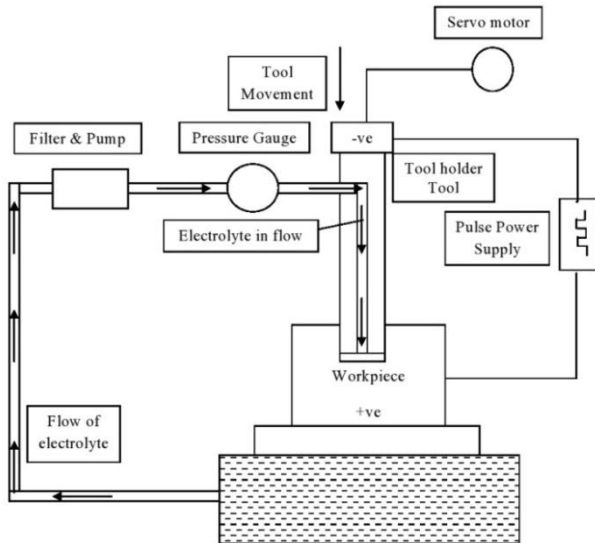 Servo motor
Tool
Movement
-ve
Filter & Pump
Pressure Gauge
Tool holder
Tool
Electrolyte in flow
Pulse Power
Supply
Workpiece
+ve
Flow of
electrolyte